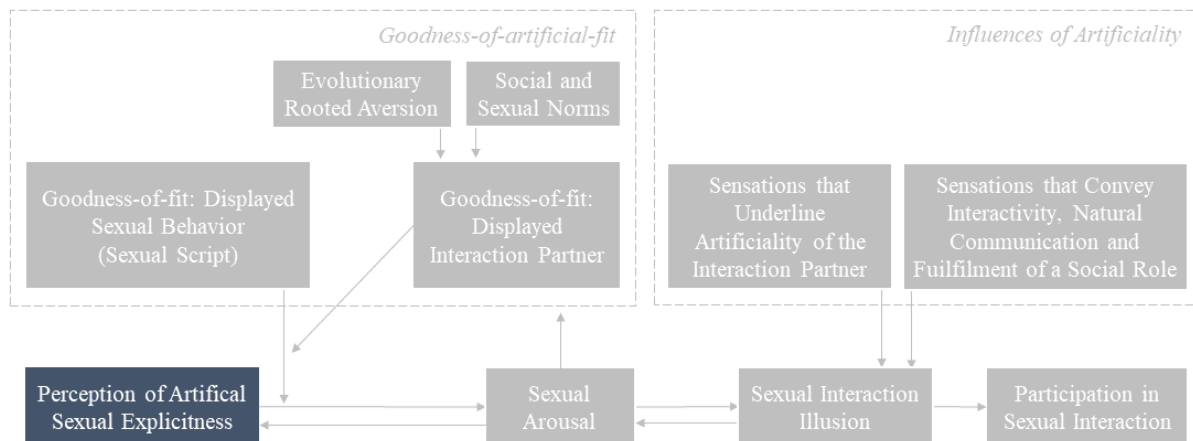 Goodness-of-artificial-fit
Influences of Artificiality
Evolutionary
Rooted Aversion
Social and
Sexual Norms
Goodness-of-fit: Displayed
Sexual Behavior
(Sexual Script)
Goodness-of-fit:
Displayed
Interaction Partner
Sensations that
Underline
Artificiality of the
Interaction Partner
Sensations that Convey
Interactivity, Natural
Communication and
Fuilfilment of a Social Role
Perception of Artifical
Sexual Explicitness
Sexual
Arousal
Sexual Interaction
Illusion
Participation in
Sexual Interaction